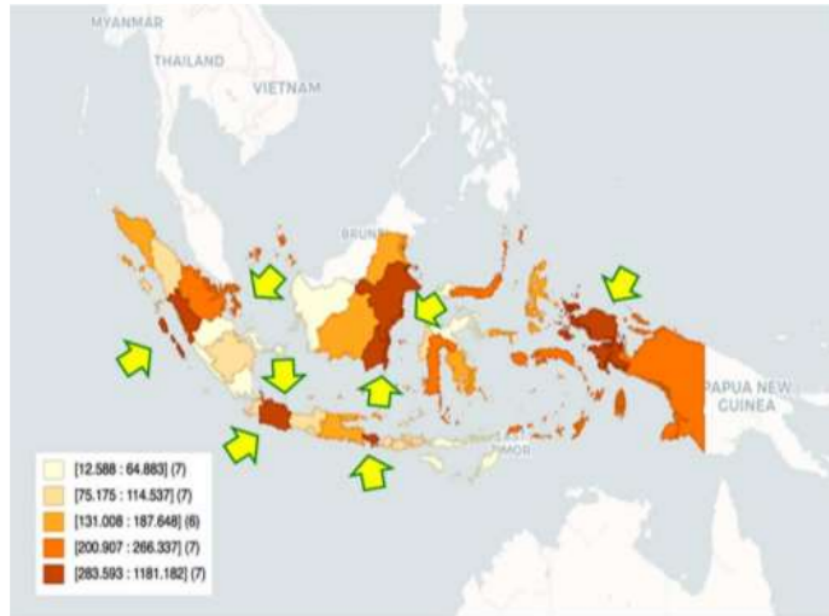 MYANMAR
THAILAND
VIETNAM
BRUNEI
PAPUA NEW
GUINEA
EAST
TIMOR
[12.588 : 64.883] (7)
[75.175 : 114.537] (7)
[131.008 : 187.648] (6)
[200.907 : 266.337] (7)
[283.593 : 1181.182] (7)